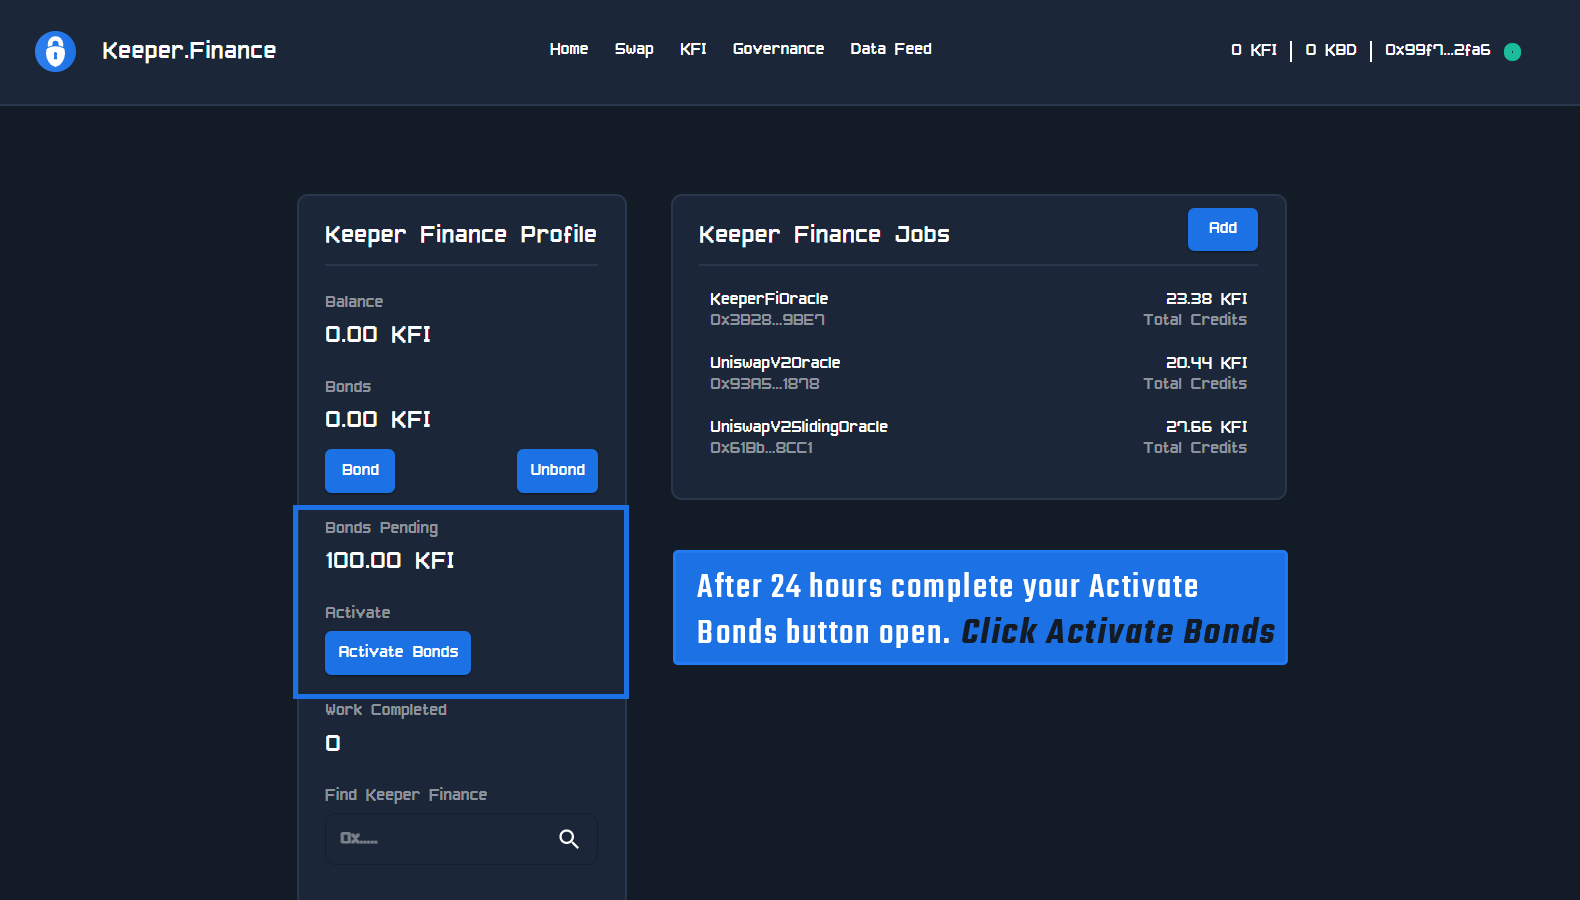 Keeper.Finance
Home Swap KFI Governance Data Feed
0 KFI | 0 KBD | 0x99f7...2fa6
Keeper Finance Profile
Balance
0.00 KFI
Bonds
0.00 KFI
Bond Unbond
Bonds Pending
100.00 KFI
Activate
Activate Bonds
Work Completed
0
Find Keeper Finance
0x.....
Keeper Finance Jobs
Add
KeeperFiOracle 23.38 KFI
0x3B28...9BE7 Total Credits
UniswapV2Oracle 20.44 KFI
0x93A5...1878 Total Credits
UniswapV2SlidingOracle 27.66 KFI
0x61Bb...8CC1 Total Credits
After 24 hours complete your Activate
Bonds button open. Click Activate Bonds